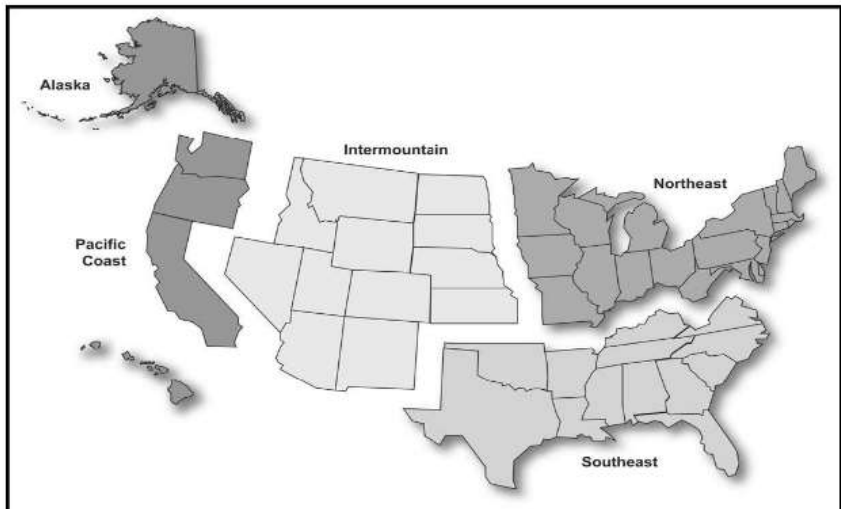 Alaska
Intermountain
Northeast
Pacific
Coast
Southeast